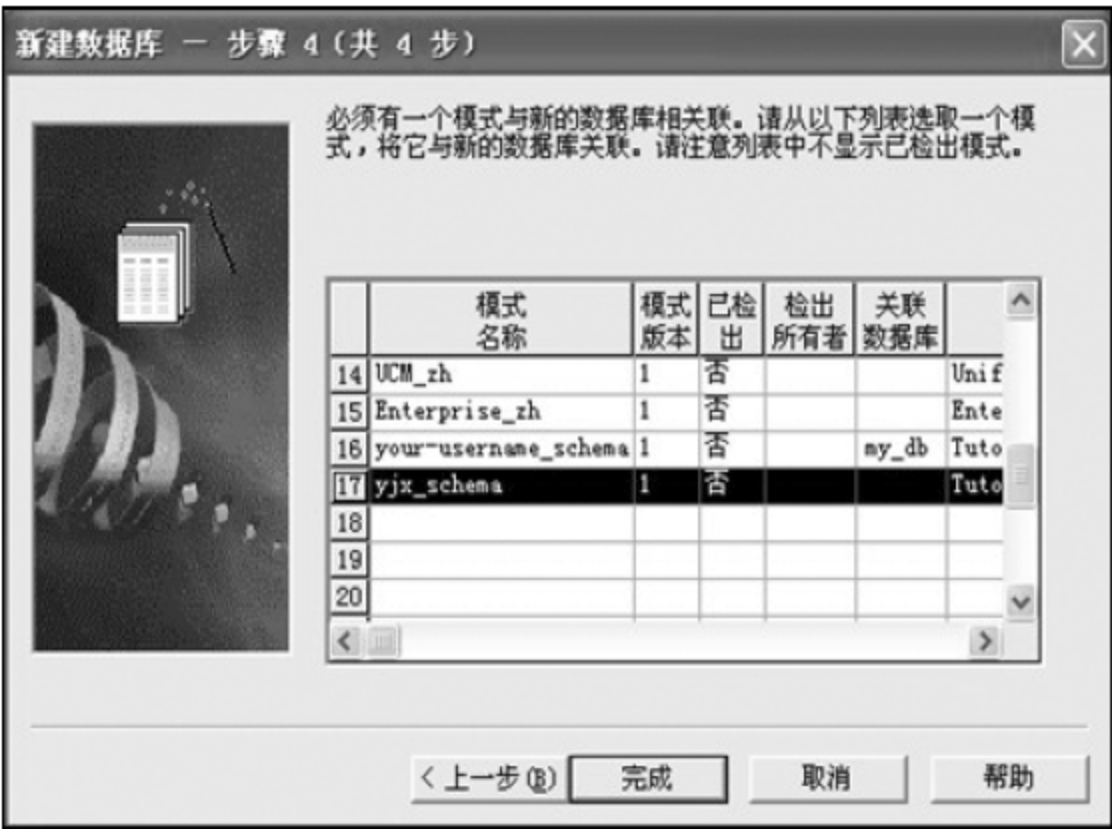 新建数据库 － 步骤 4（共 4 步）
必须有一个模式与新的数据库相关联。请从以下列表选取一个模
式，将它与新的数据库关联。请注意列表中不显示已检出模式。
模式名称 模式版本 已检出 检出所有者 关联数据库
14 UCM_zh 1 否 Unif
15 Enterprise_zh 1 否 Ente
16 your-username_schema 1 否 my_db Tuto
17 yjx_schema 1 否 Tuto
18
19
20
< 上一步(B) 完成 取消 帮助